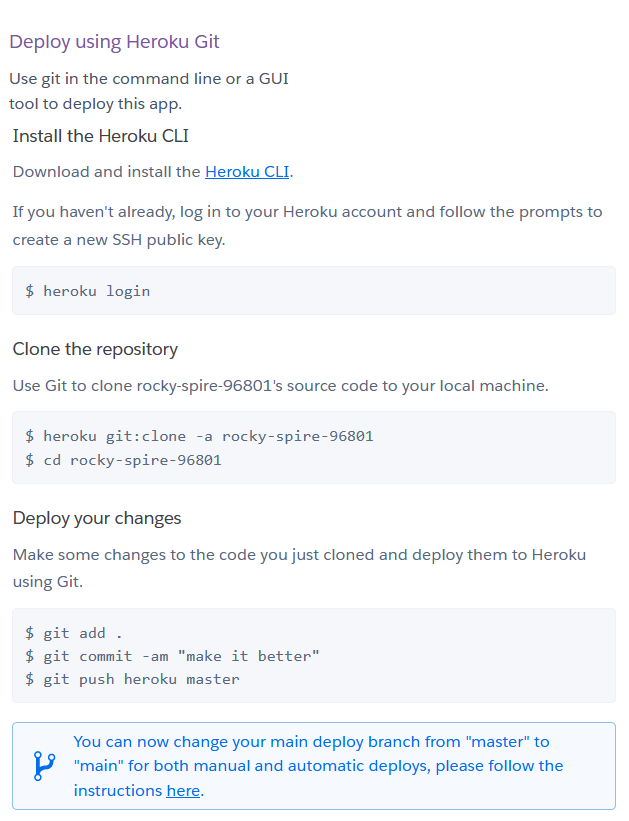 Deploy using Heroku Git
Use git in the command line or a GUI
tool to deploy this app.
Install the Heroku CLI
Download and install the Heroku CLI.
If you haven't already, log in to your Heroku account and follow the prompts to
create a new SSH public key.
$ heroku login
Clone the repository
Use Git to clone rocky-spire-96801's source code to your local machine.
$ heroku git:clone -a rocky-spire-96801
$ cd rocky-spire-96801
Deploy your changes
Make some changes to the code you just cloned and deploy them to Heroku
using Git.
$ git add .
$ git commit -am "make it better"
$ git push heroku master
You can now change your main deploy branch from "master" to
"main" for both manual and automatic deploys, please follow the
instructions here.